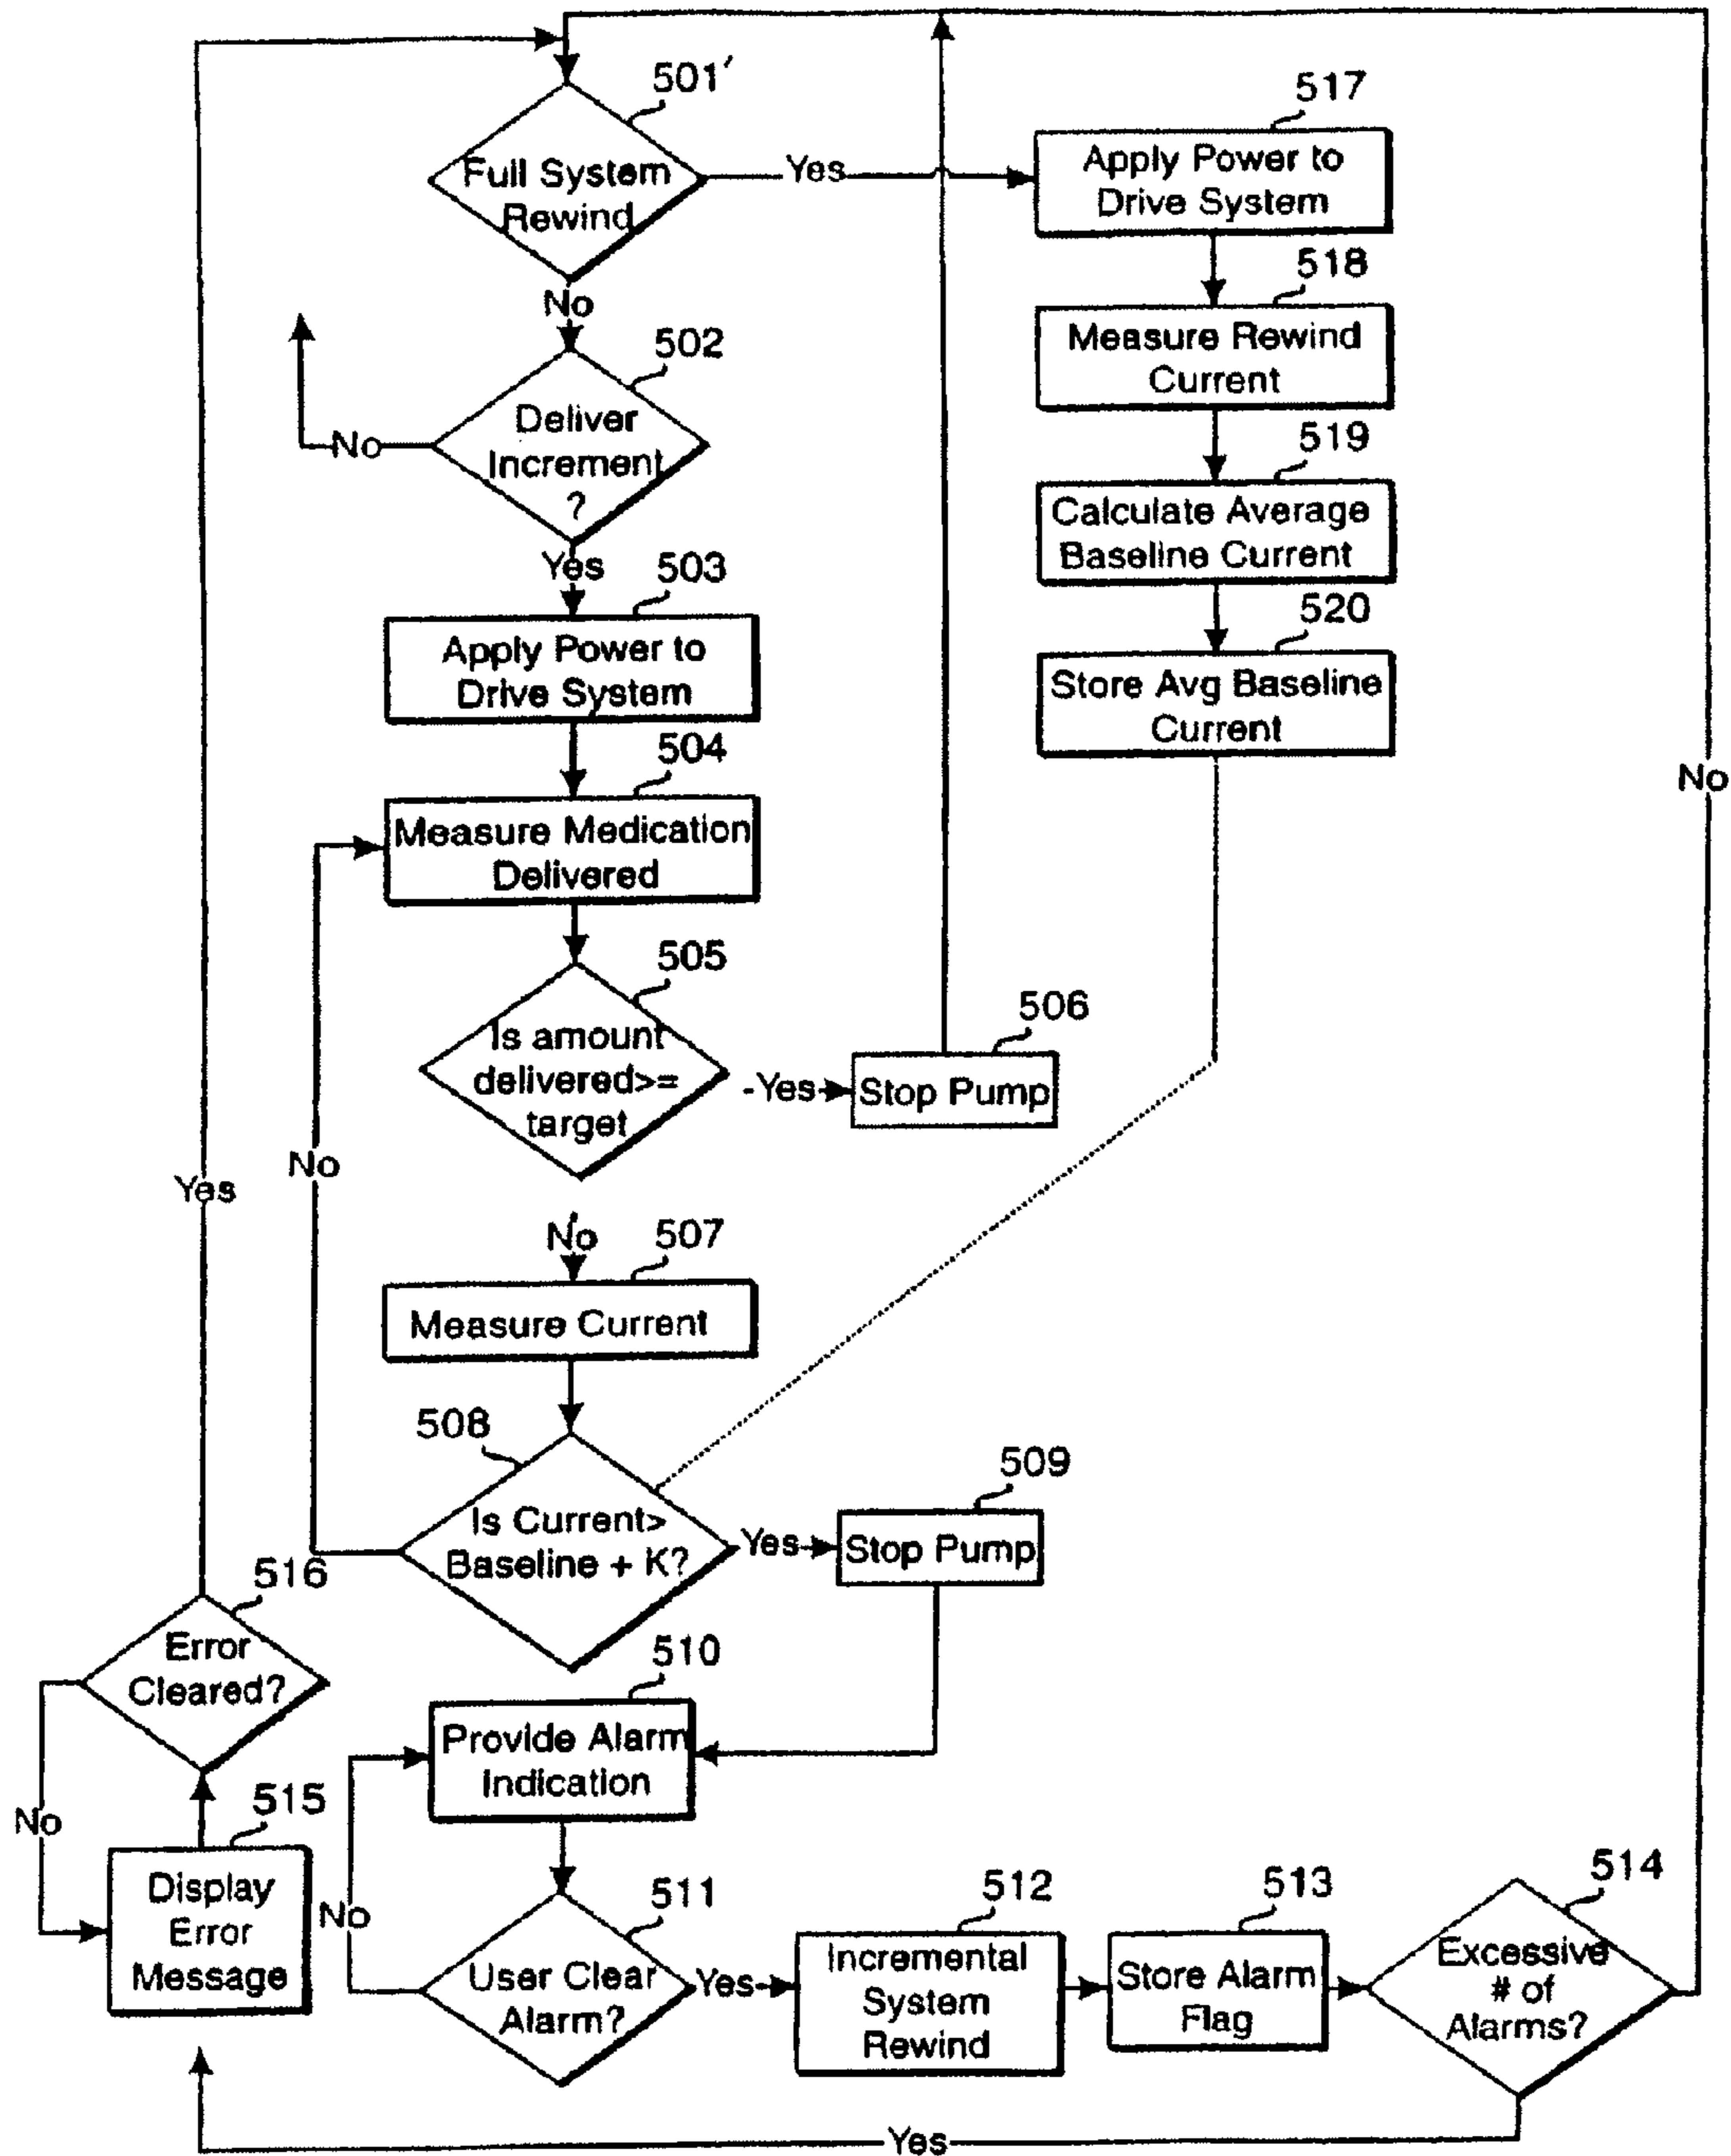 501'
Full System
Rewind
Yes
517
Apply Power to
Drive System
No
518
Measure Rewind
Current
502
Deliver
Increment
?
No
519
Calculate Average
Baseline Current
Yes
503
Apply Power to
Drive System
520
Store Avg Baseline
Current
504
Measure Medication
Delivered
No
505
Is amount
delivered>=
target
-Yes
506
Stop Pump
No
Yes
No
507
Measure Current
508
Is Current>
Baseline + K?
Yes
509
Stop Pump
516
Error
Cleared?
510
Provide Alarm
Indication
No
515
Display
Error
Message
No
511
User Clear
Alarm?
Yes
512
Incremental
System
Rewind
513
Store Alarm
Flag
514
Excessive
# of
Alarms?
Yes